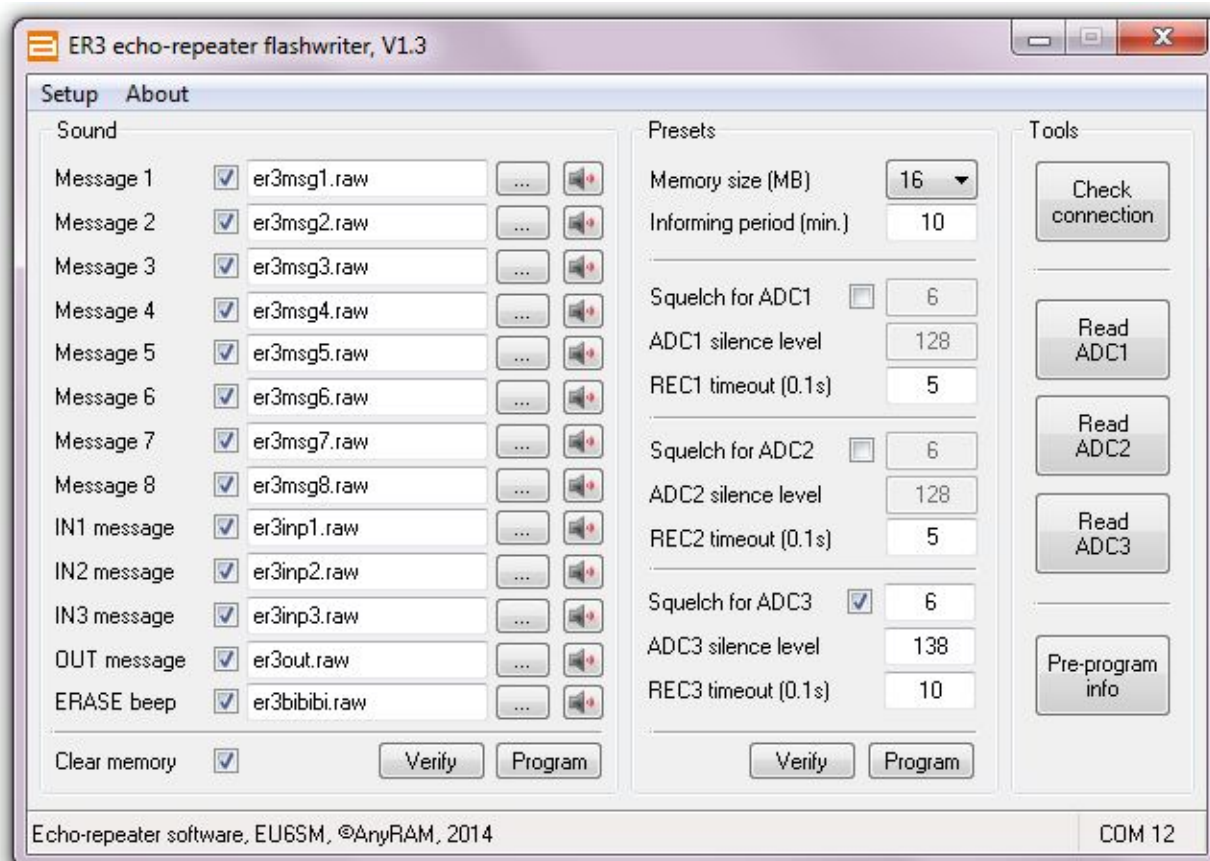 ER3 echo-repeater flashwriter, V1.3
Setup About
Sound
Message 1 er3msg1.raw ...
Message 2 er3msg2.raw ...
Message 3 er3msg3.raw ...
Message 4 er3msg4.raw ...
Message 5 er3msg5.raw ...
Message 6 er3msg6.raw ...
Message 7 er3msg7.raw ...
Message 8 er3msg8.raw ...
IN1 message er3inp1.raw ...
IN2 message er3inp2.raw ...
IN3 message er3inp3.raw ...
OUT message er3out.raw ...
ERASE beep er3bibibi.raw ...
Clear memory Verify Program
Presets
Memory size (MB) 16
Informing period (min.) 10
Squelch for ADC1 6
ADC1 silence level 128
REC1 timeout (0.1s) 5
Squelch for ADC2 6
ADC2 silence level 128
REC2 timeout (0.1s) 5
Squelch for ADC3 6
ADC3 silence level 138
REC3 timeout (0.1s) 10
Verify Program
Tools
Check
connection
Read
ADC1
Read
ADC2
Read
ADC3
Pre-program
info
Echo-repeater software, EU6SM, ©AnyRAM, 2014 COM 12